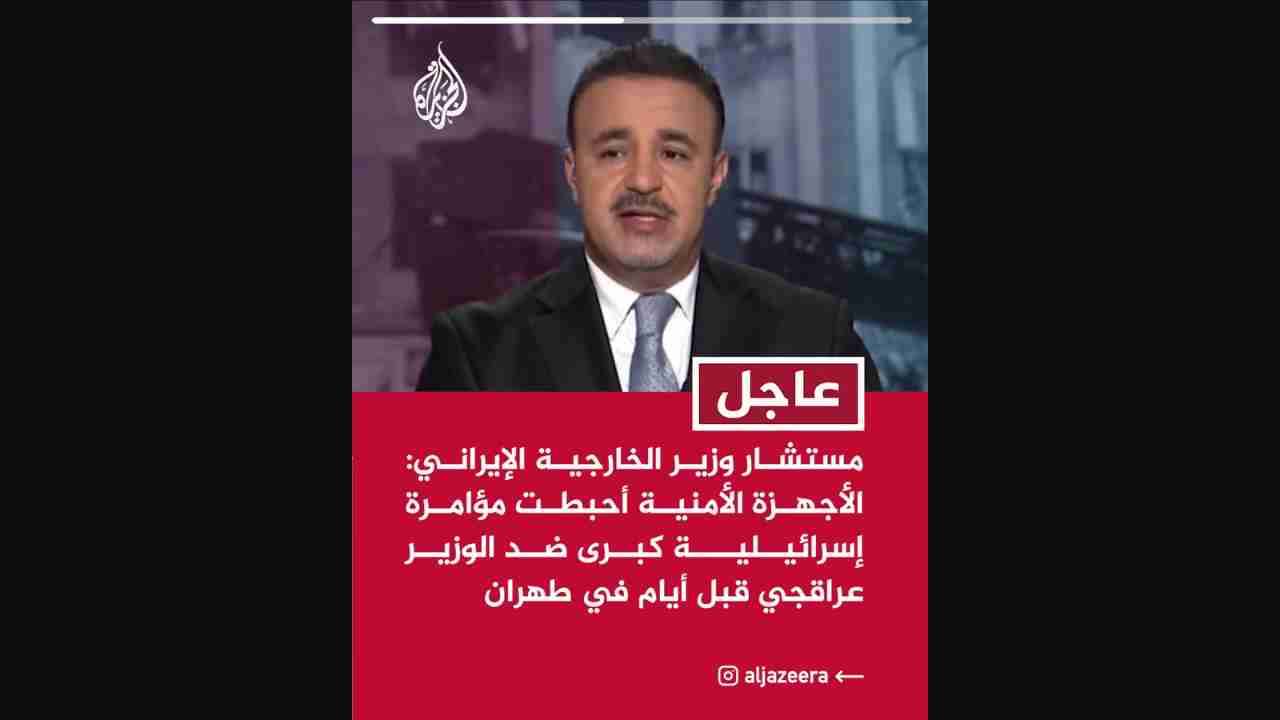 الجزيرة
عاجل
مستشار وزير الخارجية الإيراني:
الأجهزة الأمنية أحبطت مؤامرة
إسرائيلية كبرى ضد الوزير
عراقجي قبل أيام في طهران
aljazeera